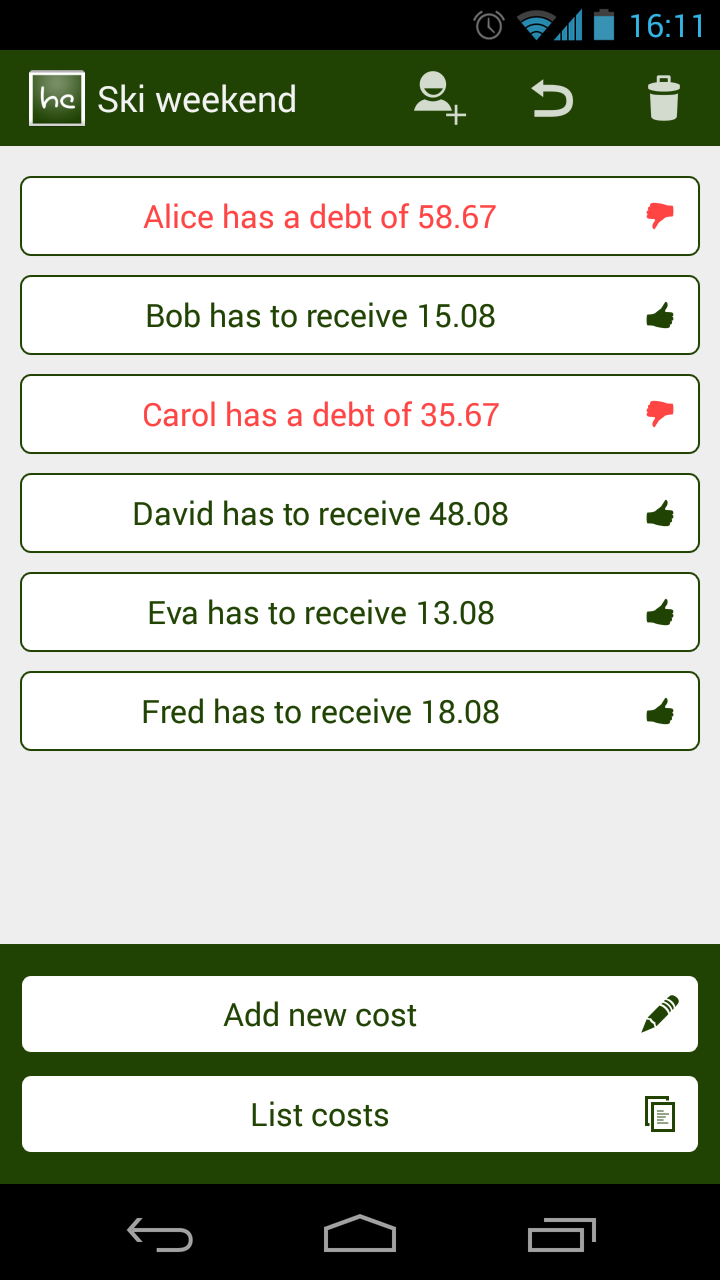 16:11
hc Ski weekend
Alice has a debt of 58.67
Bob has to receive 15.08
Carol has a debt of 35.67
David has to receive 48.08
Eva has to receive 13.08
Fred has to receive 18.08
Add new cost
List costs